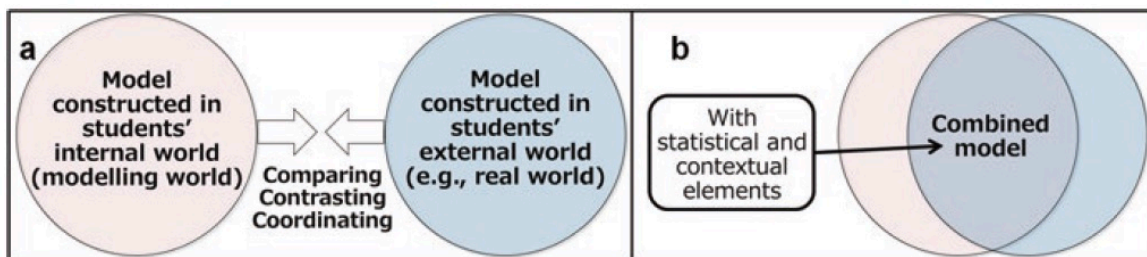 a
Model
constructed in
students’
internal world
(modelling world)
Comparing
Contrasting
Coordinating
Model
constructed in
students’
external world
(e.g., real world)
b
With
statistical and
contextual
elements
Combined
model